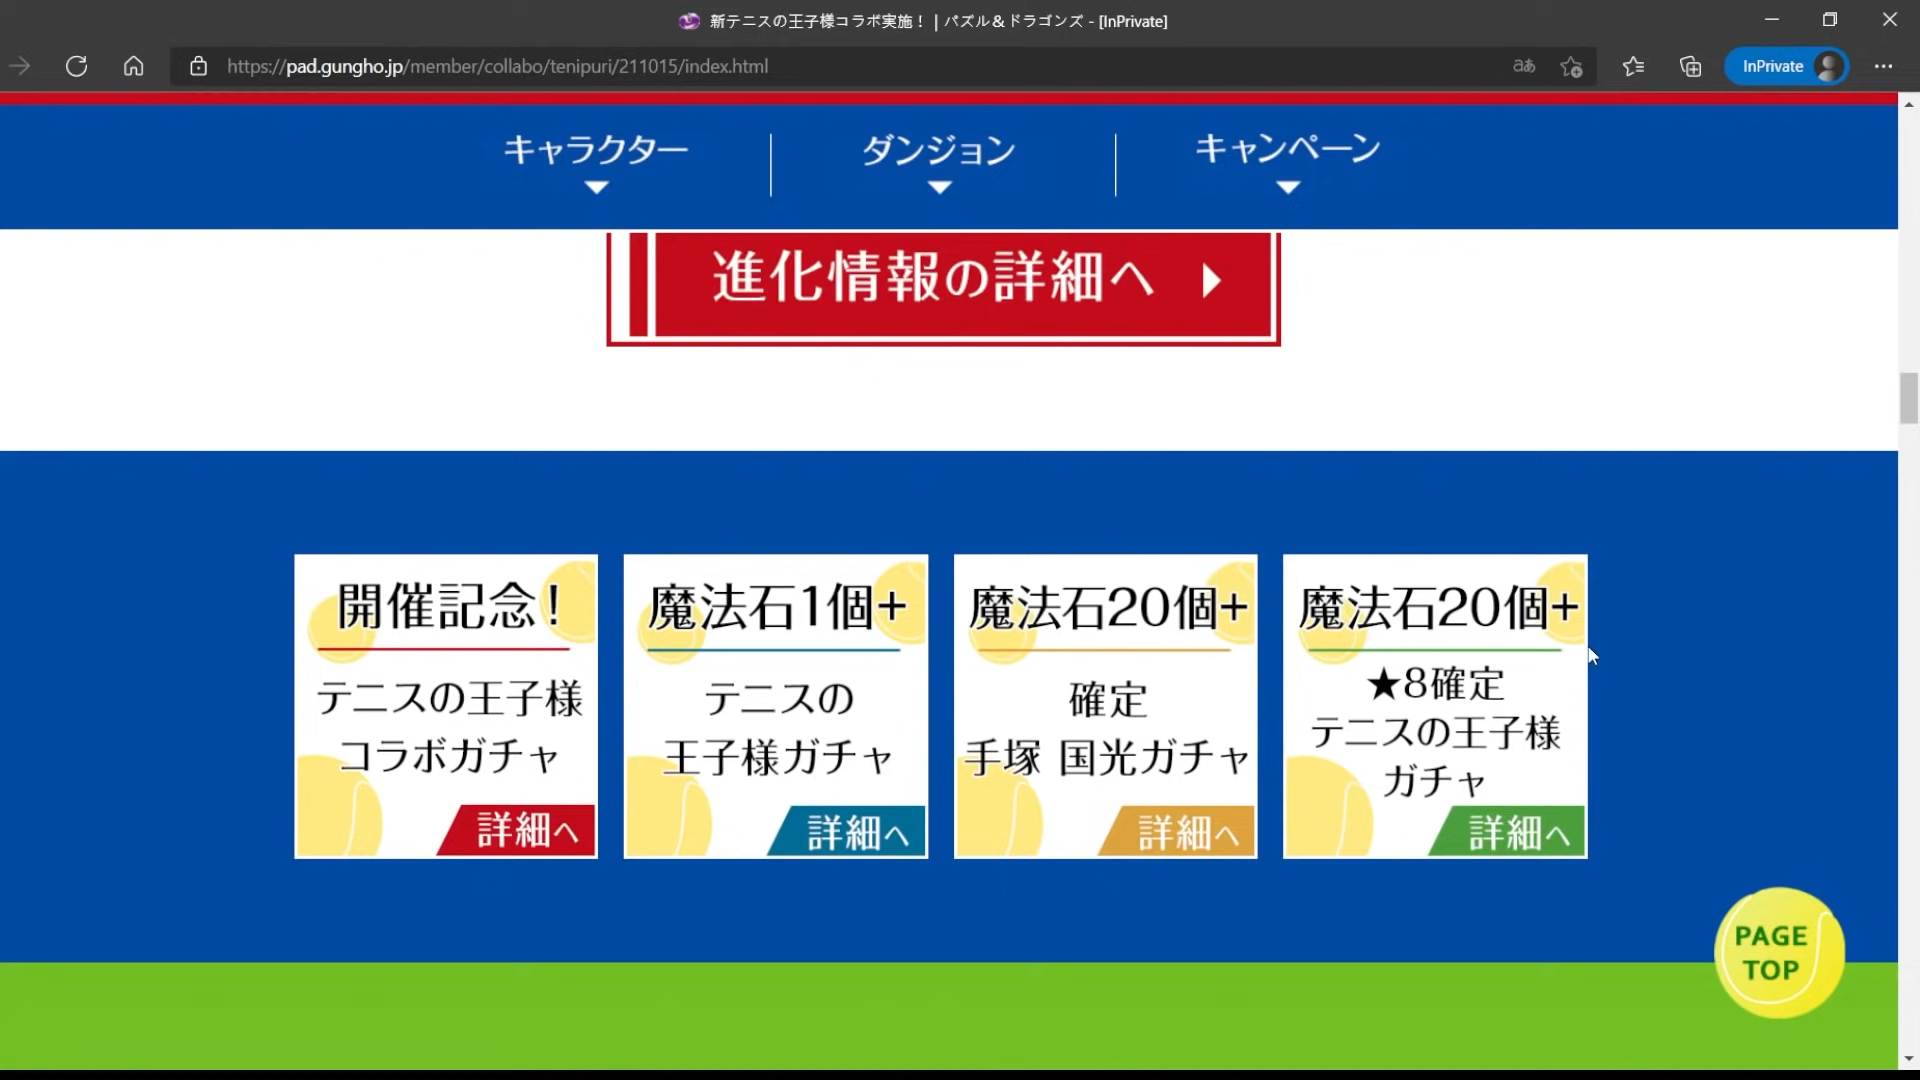 新テニスの王子様コラボ実施！ | パズル＆ドラゴンズ - [InPrivate]
https://pad.gungho.jp/member/collabo/tenipuri/211015/index.html
aあ
InPrivate
キャラクター
ダンジョン
キャンペーン
進化情報の詳細へ
開催記念！
テニスの王子様
コラボガチャ
詳細へ
魔法石1個+
テニスの
王子様ガチャ
詳細へ
魔法石20個+
確定
手塚 国光ガチャ
詳細へ
魔法石20個+
★8確定
テニスの王子様
ガチャ
詳細へ
PAGE
TOP